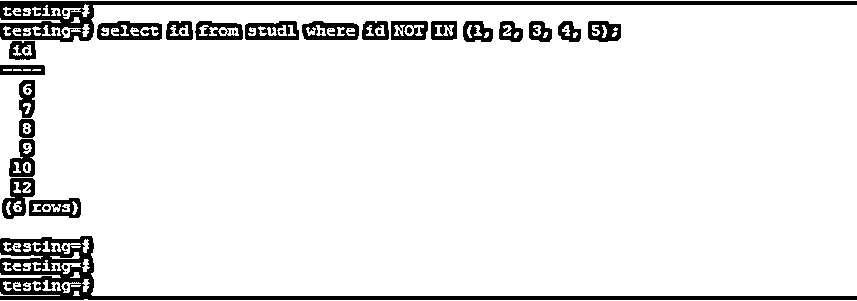 testing=#
testing=# select id from stud1 where id NOT IN (1, 2, 3, 4, 5);
id
----
6
7
8
9
10
12
(6 rows)
testing=#
testing=#
testing=#